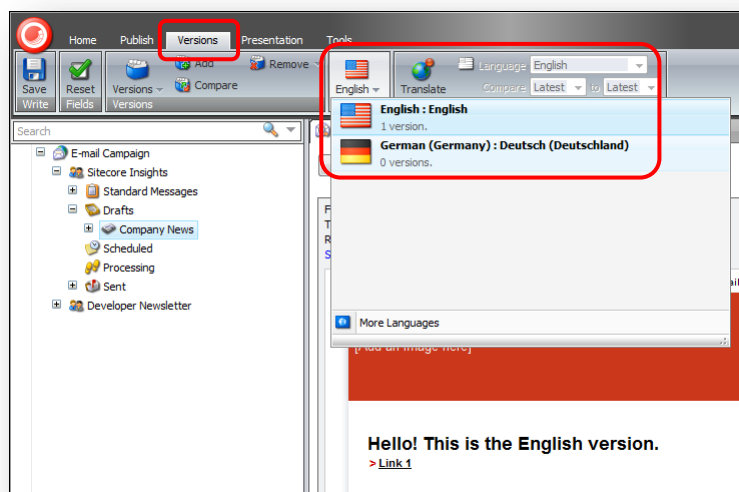 Home Publish Versions Presentation Tools
Save Reset Versions Add Remove English Translate Language English
Compare Compare Latest to Latest
Write Fields Versions
English : English
1 version.
German (Germany) : Deutsch (Deutschland)
0 versions.
More Languages
Search
E-mail Campaign
Sitecore Insights
Standard Messages
Drafts
Company News
Scheduled
Processing
Sent
Developer Newsletter
F
T
R
S
[Add an image here]
Hello! This is the English version.
> Link 1